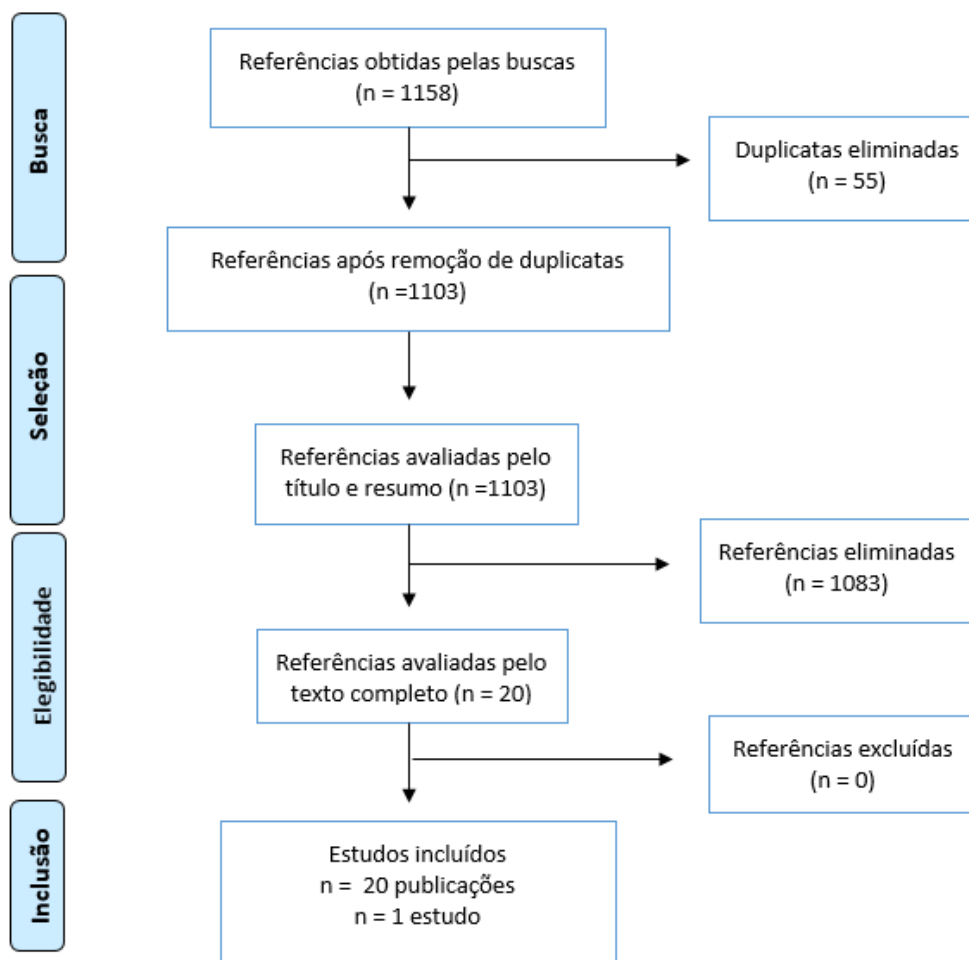 Busca
Referências obtidas pelas buscas
(n = 1158)
Duplicatas eliminadas
(n = 55)
Referências após remoção de duplicatas
(n =1103)
Seleção
Referências avaliadas pelo
título e resumo (n =1103)
Referências eliminadas
(n = 1083)
Elegibilidade
Referências avaliadas pelo
texto completo (n = 20)
Referências excluídas
(n = 0)
Inclusão
Estudos incluídos
n =  20 publicações
n = 1 estudo